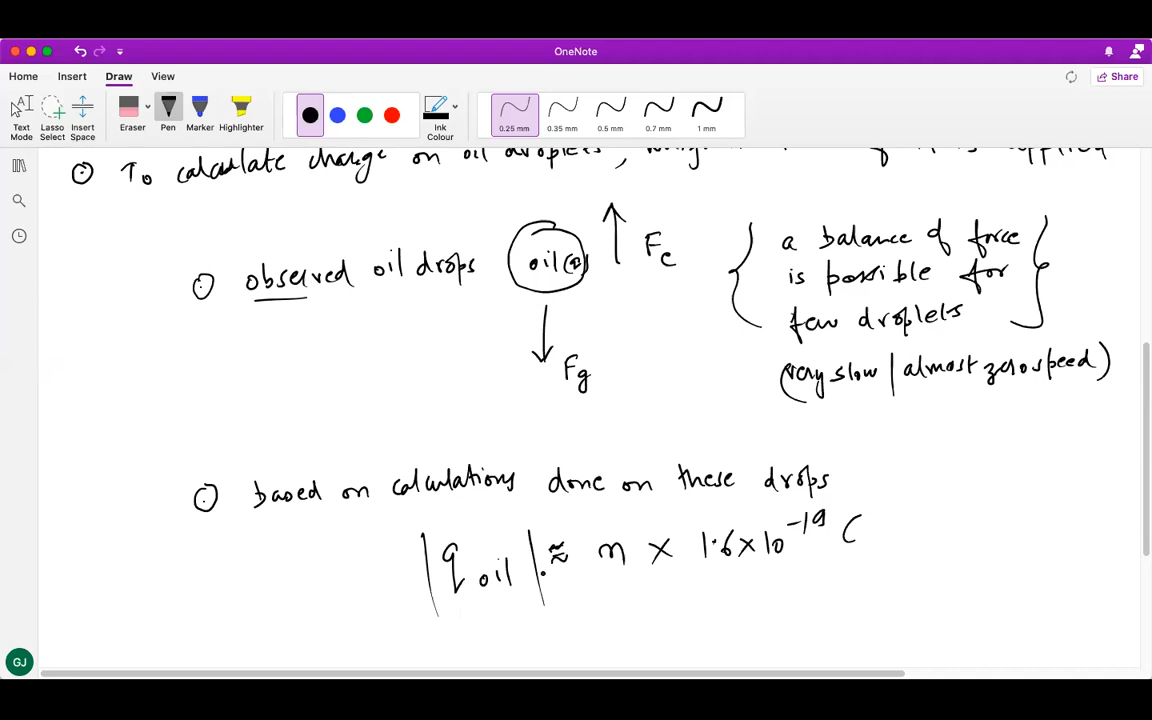 OneNote
Home Insert Draw View
Share
Text Mode
Lasso Select
Insert Space
Eraser
Pen
Marker
Highlighter
Ink Colour
0.25 mm 0.35 mm 0.5 mm 0.7 mm 1 mm
To calculate charge on oil droplets, is applied
observed oil drops
oil
Fe
Fg
a balance of force
is possible for
few droplets
(very slow | almost zero speed)
based on calculations done on these drops
|q oil| ≈ n × 1.6×10⁻¹⁹ C
GJ